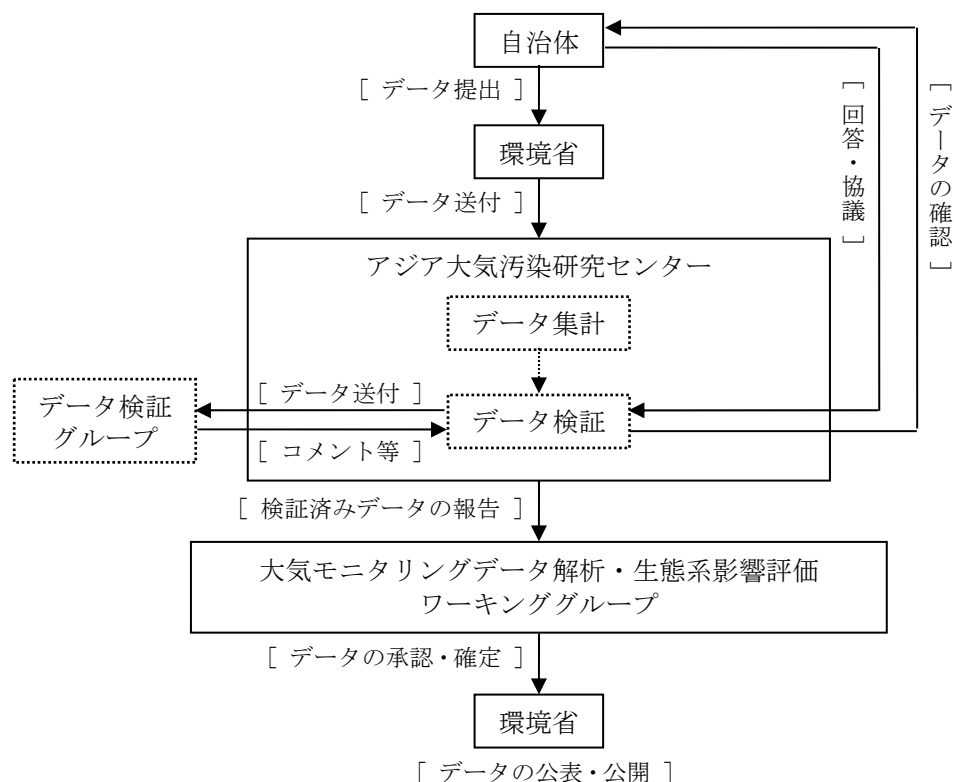 自治体
[ データ提出 ]
環境省
[ データ送付 ]
[ 回答・協議 ]
[ データの確認 ]
アジア大気汚染研究センター
データ集計
[ データ送付 ]
データ検証
グループ
データ検証
[ コメント等 ]
[ 検証済みデータの報告 ]
大気モニタリングデータ解析・生態系影響評価
ワーキンググループ
[ データの承認・確定 ]
環境省
[ データの公表・公開 ]